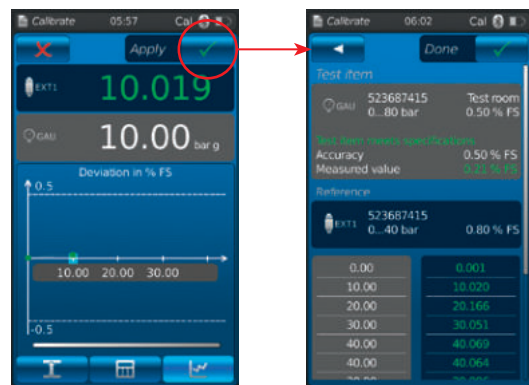 Calibrate 05:57 Cal
Apply
EXT1 10.019
GAU 10.00 bar g
Deviation in % FS
0.5
10.00 20.00 30.00
-0.5
Calibrate 06:02 Cal
Done
Test item
GAU 523687415 Test room
0...80 bar 0.50 % FS
Test item values specifications
Accuracy 0.50 % FS
Measured value 0.21 % FS
Reference
EXT1 523687415
0...40 bar 0.80 % FS
0.00 0.001
10.00 10.020
20.00 20.166
30.00 30.051
40.00 40.069
40.00 40.064